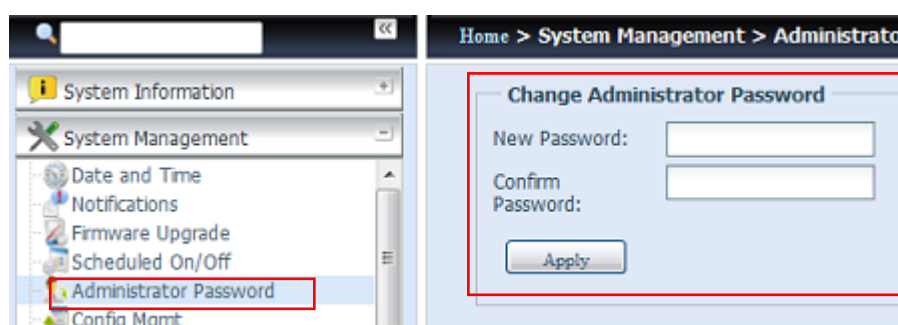 Home > System Management > Administrato
System Information
System Management
Date and Time
Notifications
Firmware Upgrade
Scheduled On/Off
Administrator Password
Config Mgmt
Change Administrator Password
New Password:
Confirm
Password:
Apply